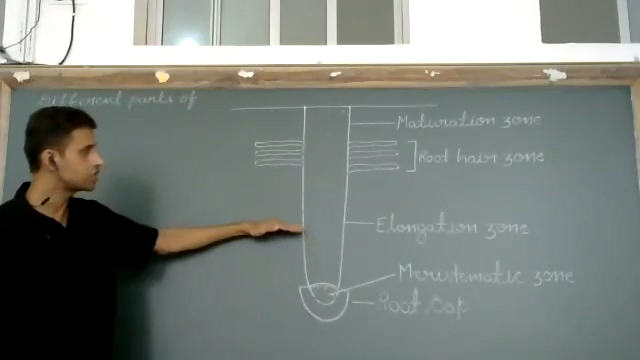 Different parts of
Maturation zone
Root hair zone
Elongation zone
Meristematic zone
Root Cap